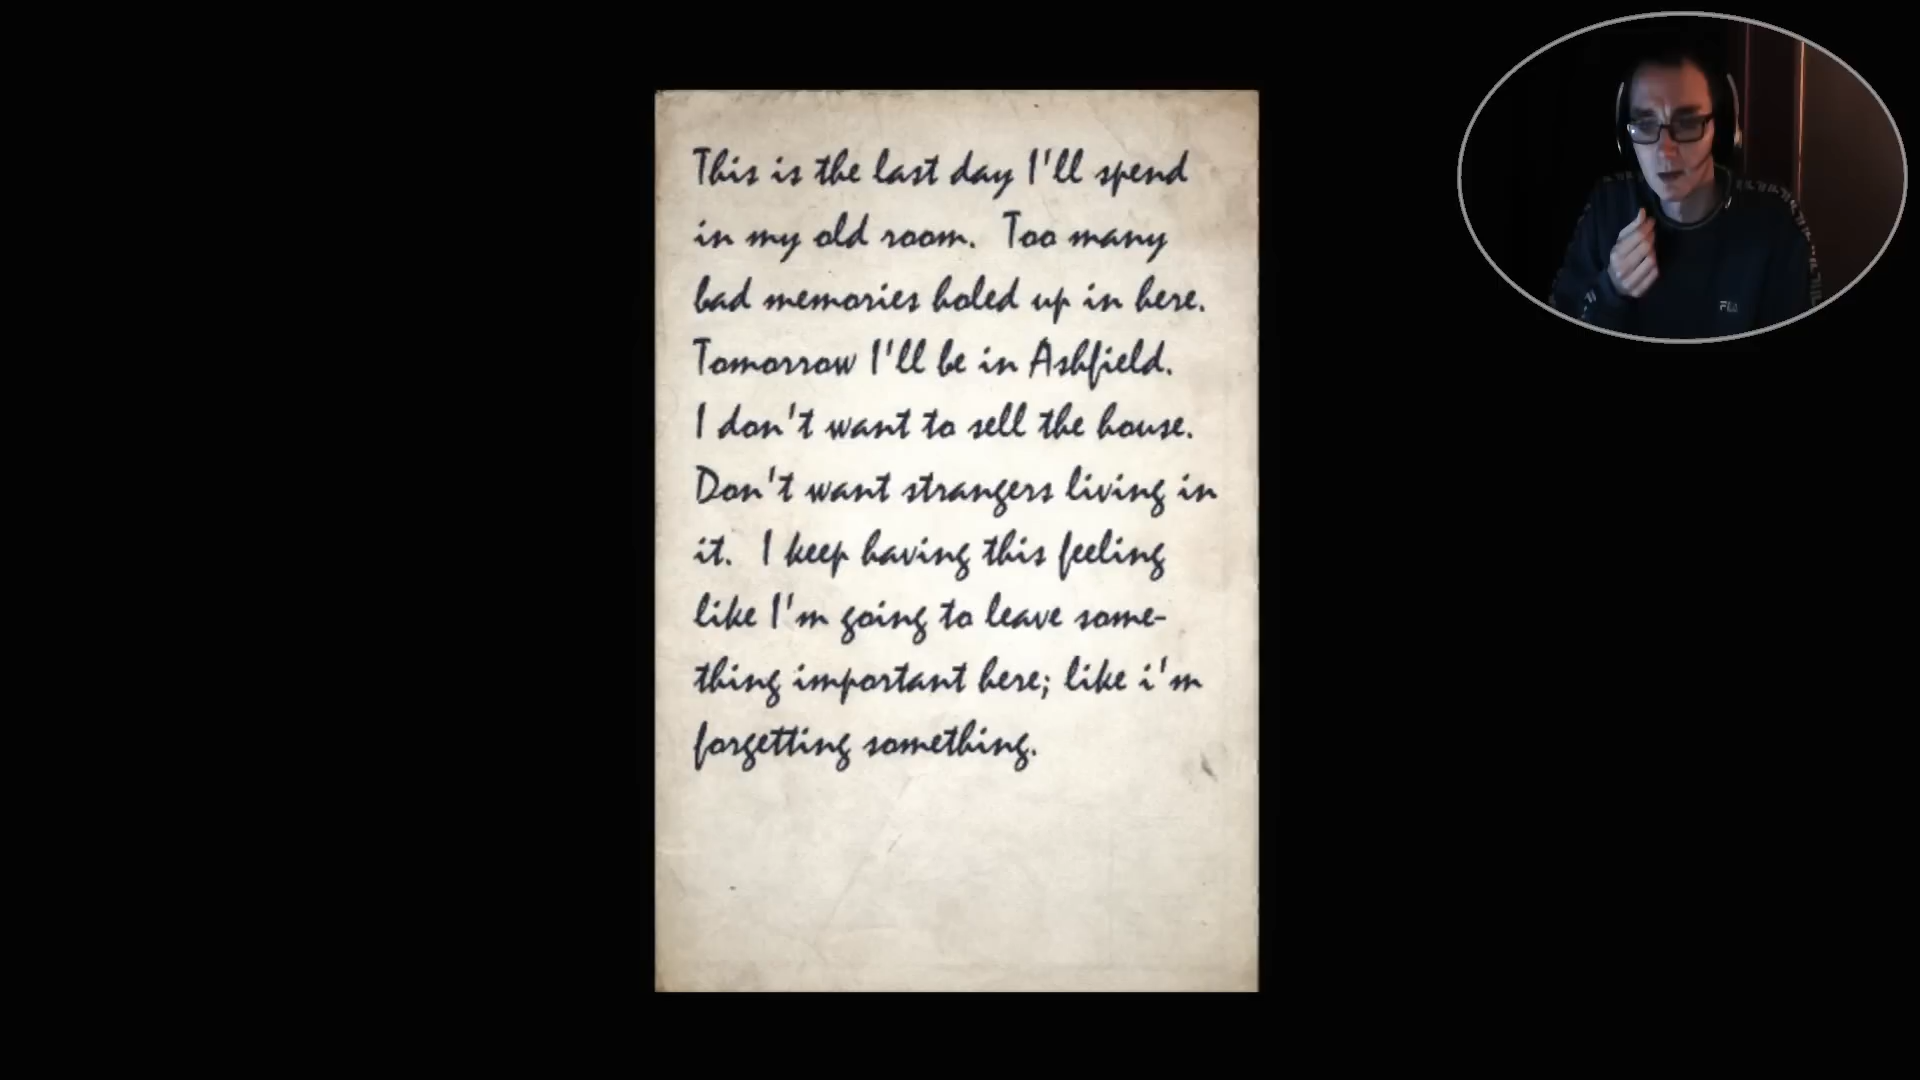 This is the last day I'll spend
in my old room. Too many
bad memories holed up in here.
Tomorrow I'll be in Ashfield.
I don't want to sell the house.
Don't want strangers living in
it. I keep having this feeling
like I'm going to leave some-
thing important here; like i'm
forgetting something.
FILA